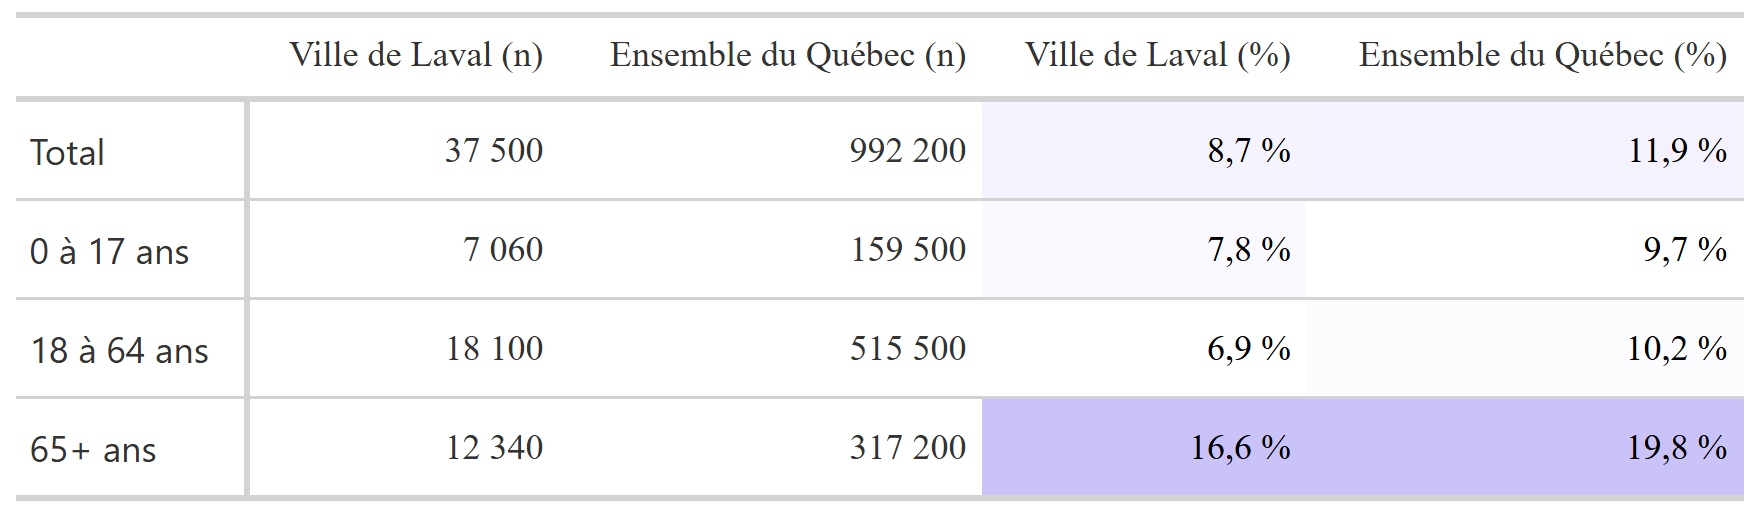 Ville de Laval (n) Ensemble du Québec (n) Ville de Laval (%) Ensemble du Québec (%)
Total 37 500 992 200 8,7 % 11,9 %
0 à 17 ans 7 060 159 500 7,8 % 9,7 %
18 à 64 ans 18 100 515 500 6,9 % 10,2 %
65+ ans 12 340 317 200 16,6 % 19,8 %